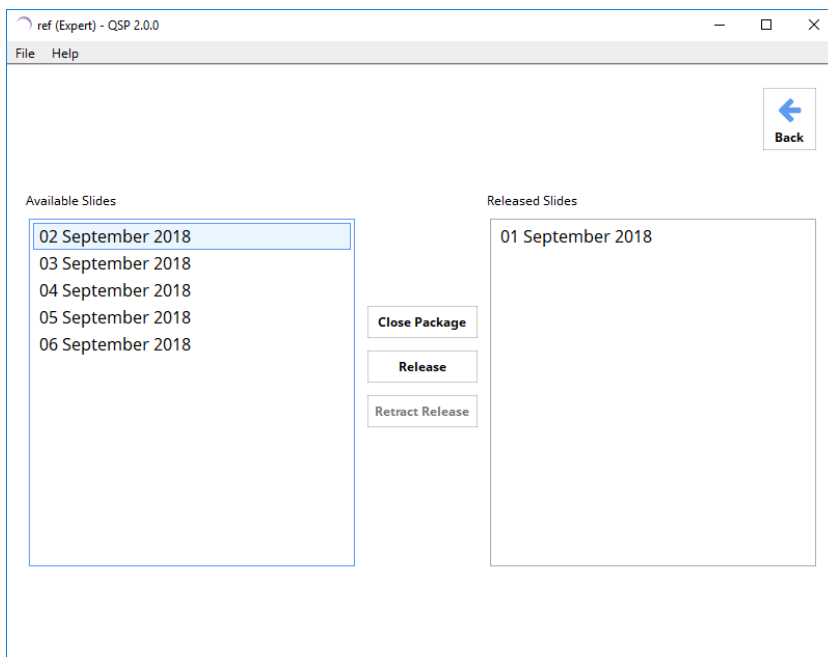 ref (Expert) - QSP 2.0.0
File Help
Back
Available Slides
02 September 2018
03 September 2018
04 September 2018
05 September 2018
06 September 2018
Close Package
Release
Retract Release
Released Slides
01 September 2018